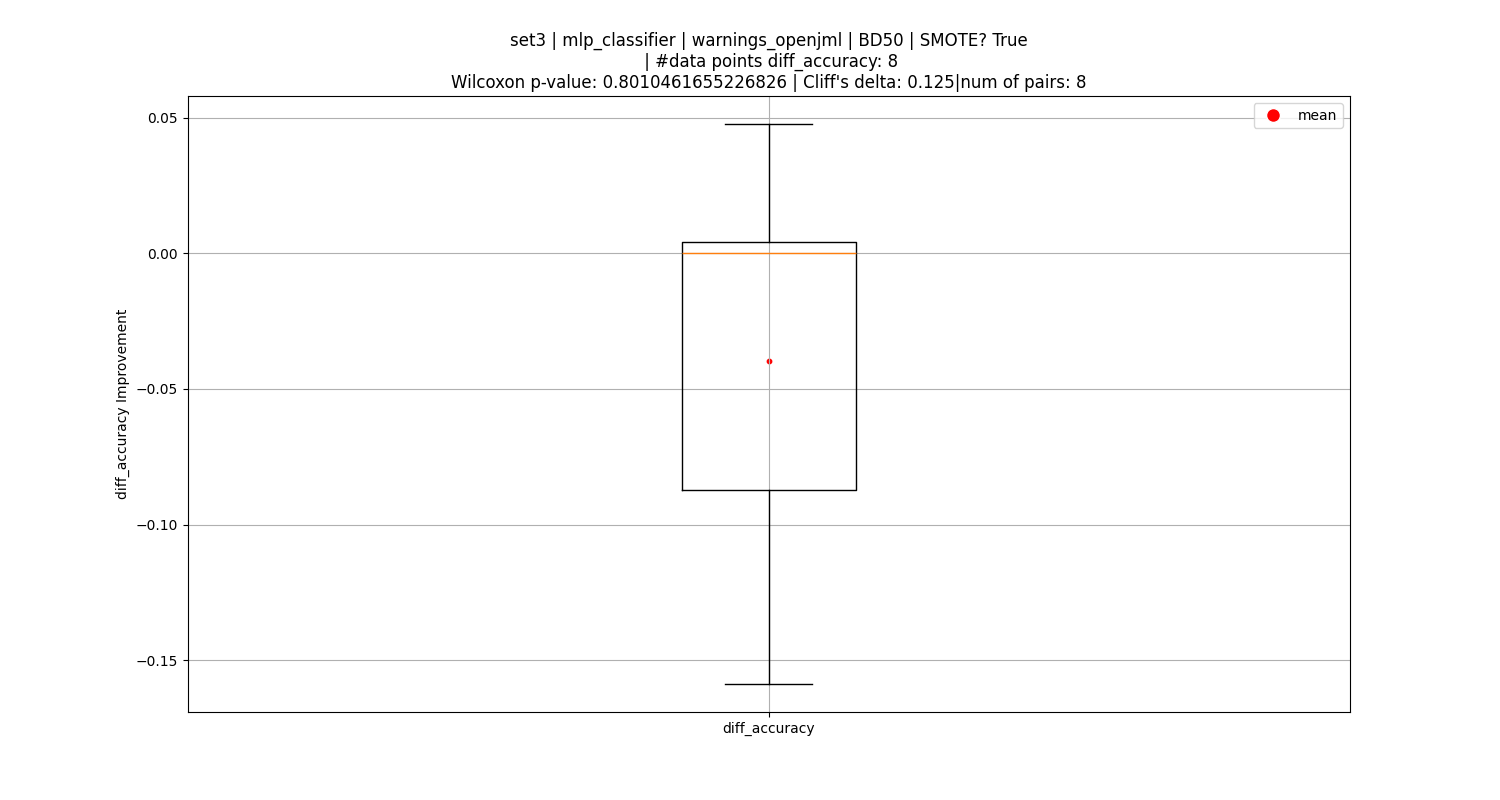 set3 | mlp_classifier | warnings_openjml | BD50 | SMOTE? True
| #data points diff_accuracy: 8
Wilcoxon p-value: 0.8010461655226826 | Cliff's delta: 0.125|num of pairs: 8
mean
0.05
0.00
−0.05
−0.10
−0.15
diff_accuracy Improvement
diff_accuracy